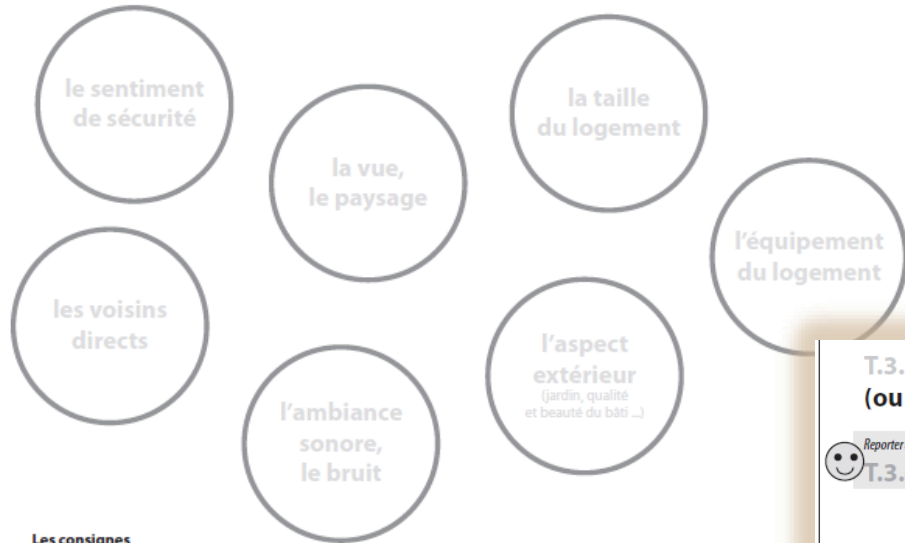 le sentiment
de sécurité
la vue,
le paysage
la taille
du logement
l'équipement
du logement
les voisins
directs
l'ambiance
sonore,
le bruit
l'aspect
extérieur
(jardin, qualité
et beauté du bâti ...)
Les consignes
T.3.
(ou
Reporter
T.3.